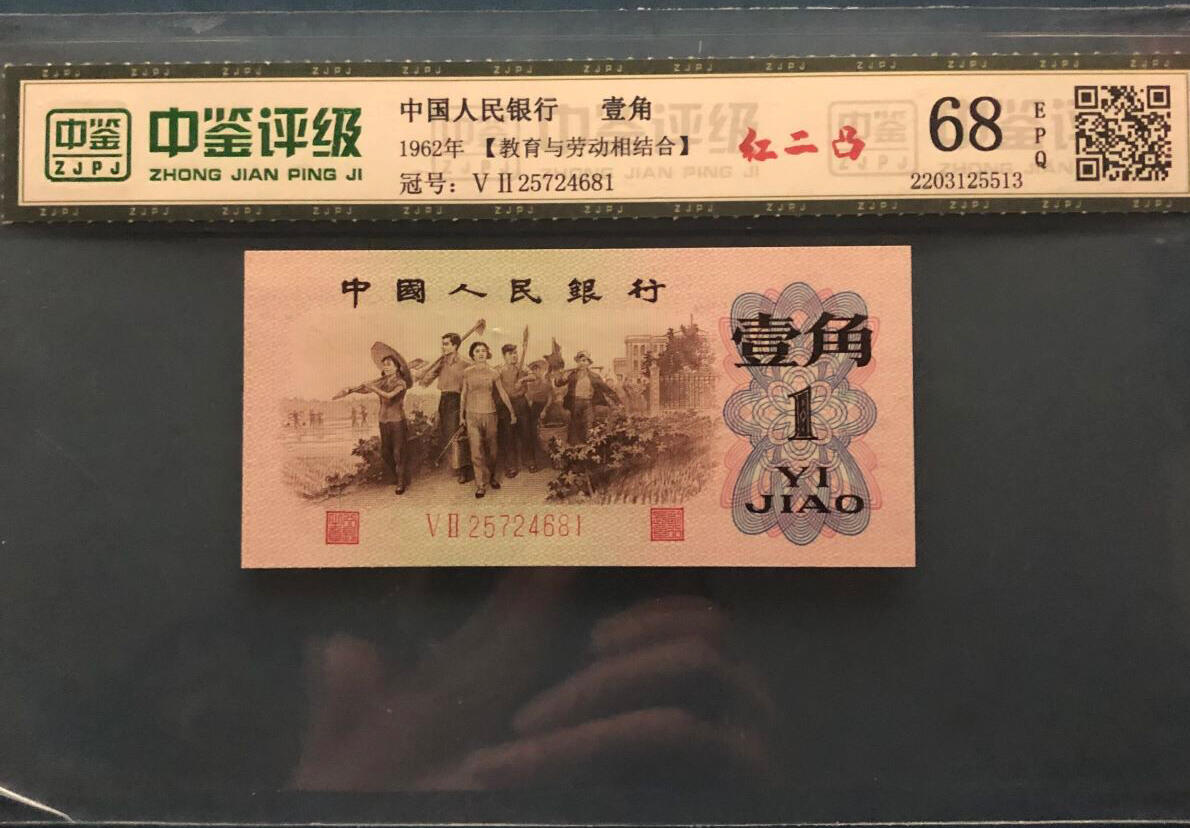 中鉴
ZJPJ
中鉴评级
ZHONG JIAN PING JI
中国人民银行 壹角
1962年 【教育与劳动相结合】
冠号: V II 25724681
红二凸
68
EPQ
2203125513
中國人民銀行
壹角
1
YI
JIAO
V II 25724681